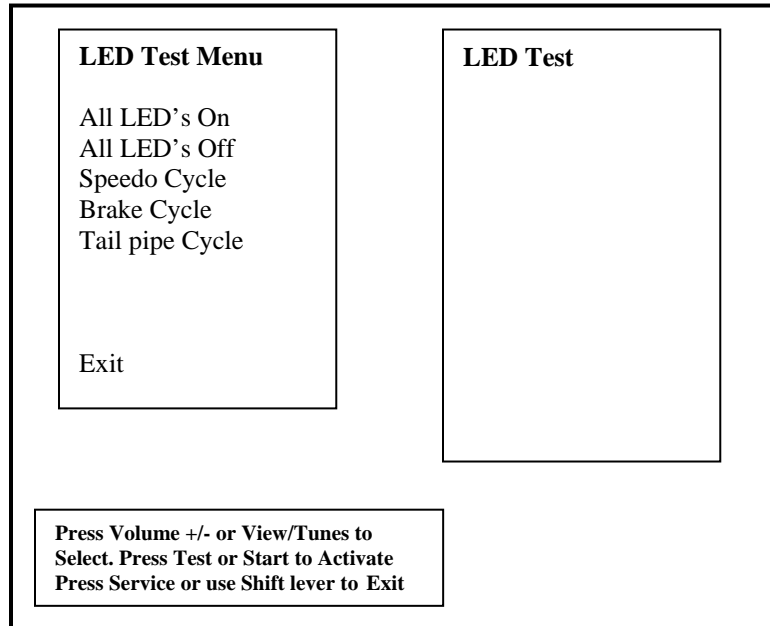 LED Test Menu
All LED’s On
All LED’s Off
Speedo Cycle
Brake Cycle
Tail pipe Cycle
Exit
LED Test
Press Volume +/- or View/Tunes to
Select. Press Test or Start to Activate
Press Service or use Shift lever to Exit